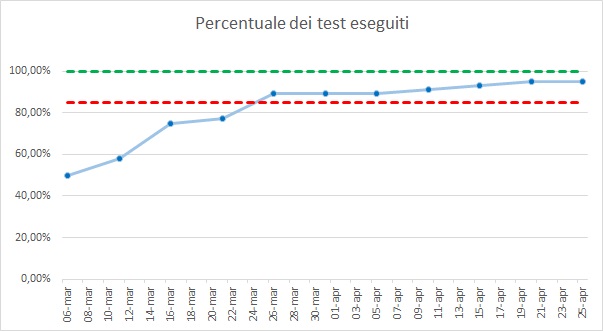 Percentuale dei test eseguiti
100,00%
80,00%
60,00%
40,00%
20,00%
0,00%
06-mar
08-mar
10-mar
12-mar
14-mar
16-mar
18-mar
20-mar
22-mar
24-mar
26-mar
28-mar
30-mar
01-apr
03-apr
05-apr
07-apr
09-apr
11-apr
13-apr
15-apr
17-apr
19-apr
21-apr
23-apr
25-apr